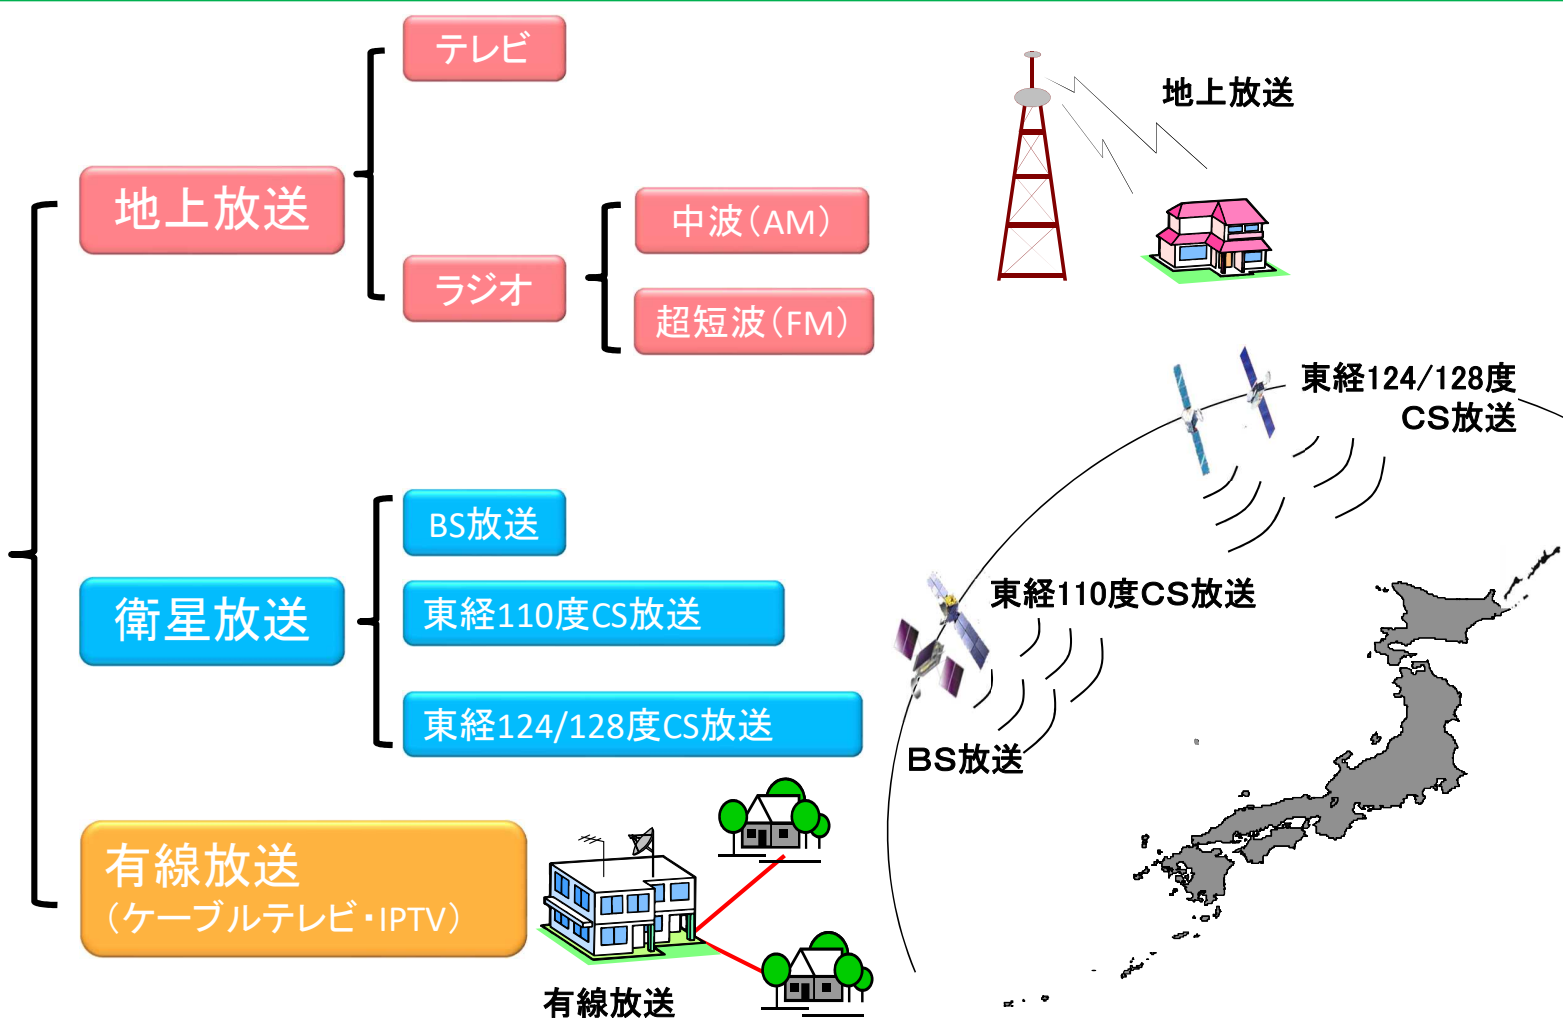 テレビ
地上放送
ラジオ
中波（AM）
超短波（FM）
衛星放送
BS放送
東経110度CS放送
東経124/128度CS放送
有線放送
（ケーブルテレビ・IPTV）
有線放送
地上放送
東経124/128度
CS放送
東経110度CS放送
BS放送